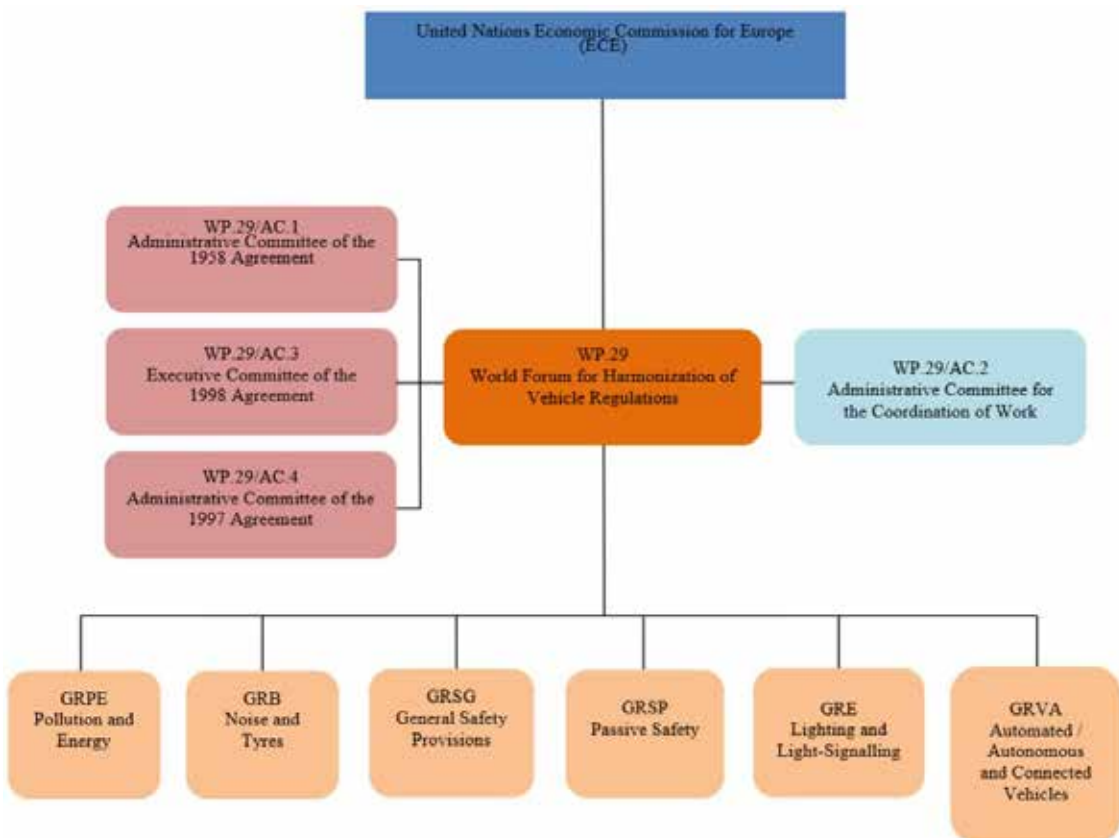 United Nations Economic Commission for Europe
(ECE)
WP.29/AC.1
Administrative Committee of the
1958 Agreement
WP.29/AC.3
Executive Committee of the
1998 Agreement
WP.29/AC.4
Administrative Committee of the
1997 Agreement
WP.29
World Forum for Harmonization of
Vehicle Regulations
WP.29/AC.2
Administrative Committee for
the Coordination of Work
GRPE
Pollution and
Energy
GRB
Noise and
Tyres
GRSG
General Safety
Provisions
GRSP
Passive Safety
GRE
Lighting and
Light-Signalling
GRVA
Automated /
Autonomous
and Connected
Vehicles